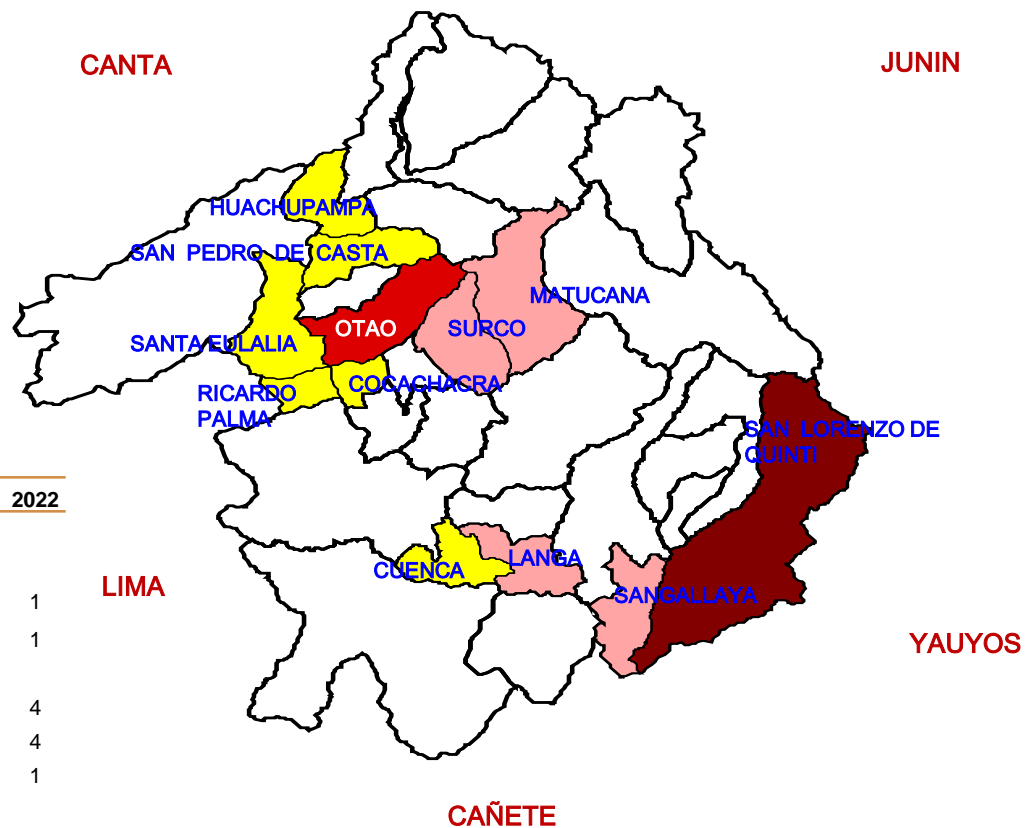 CANTA
JUNIN
HUACHUPAMPA
SAN PEDRO DE CASTA
MATUCANA
OTAO
SURCO
SANTA EULALIA
COCACHACRA
RICARDO
PALMA
SAN LORENZO DE
QUINTI
2022
LANGA
CUENCA
LIMA
SANGALLAYA
1
1
YAUYOS
4
4
1
CAÑETE